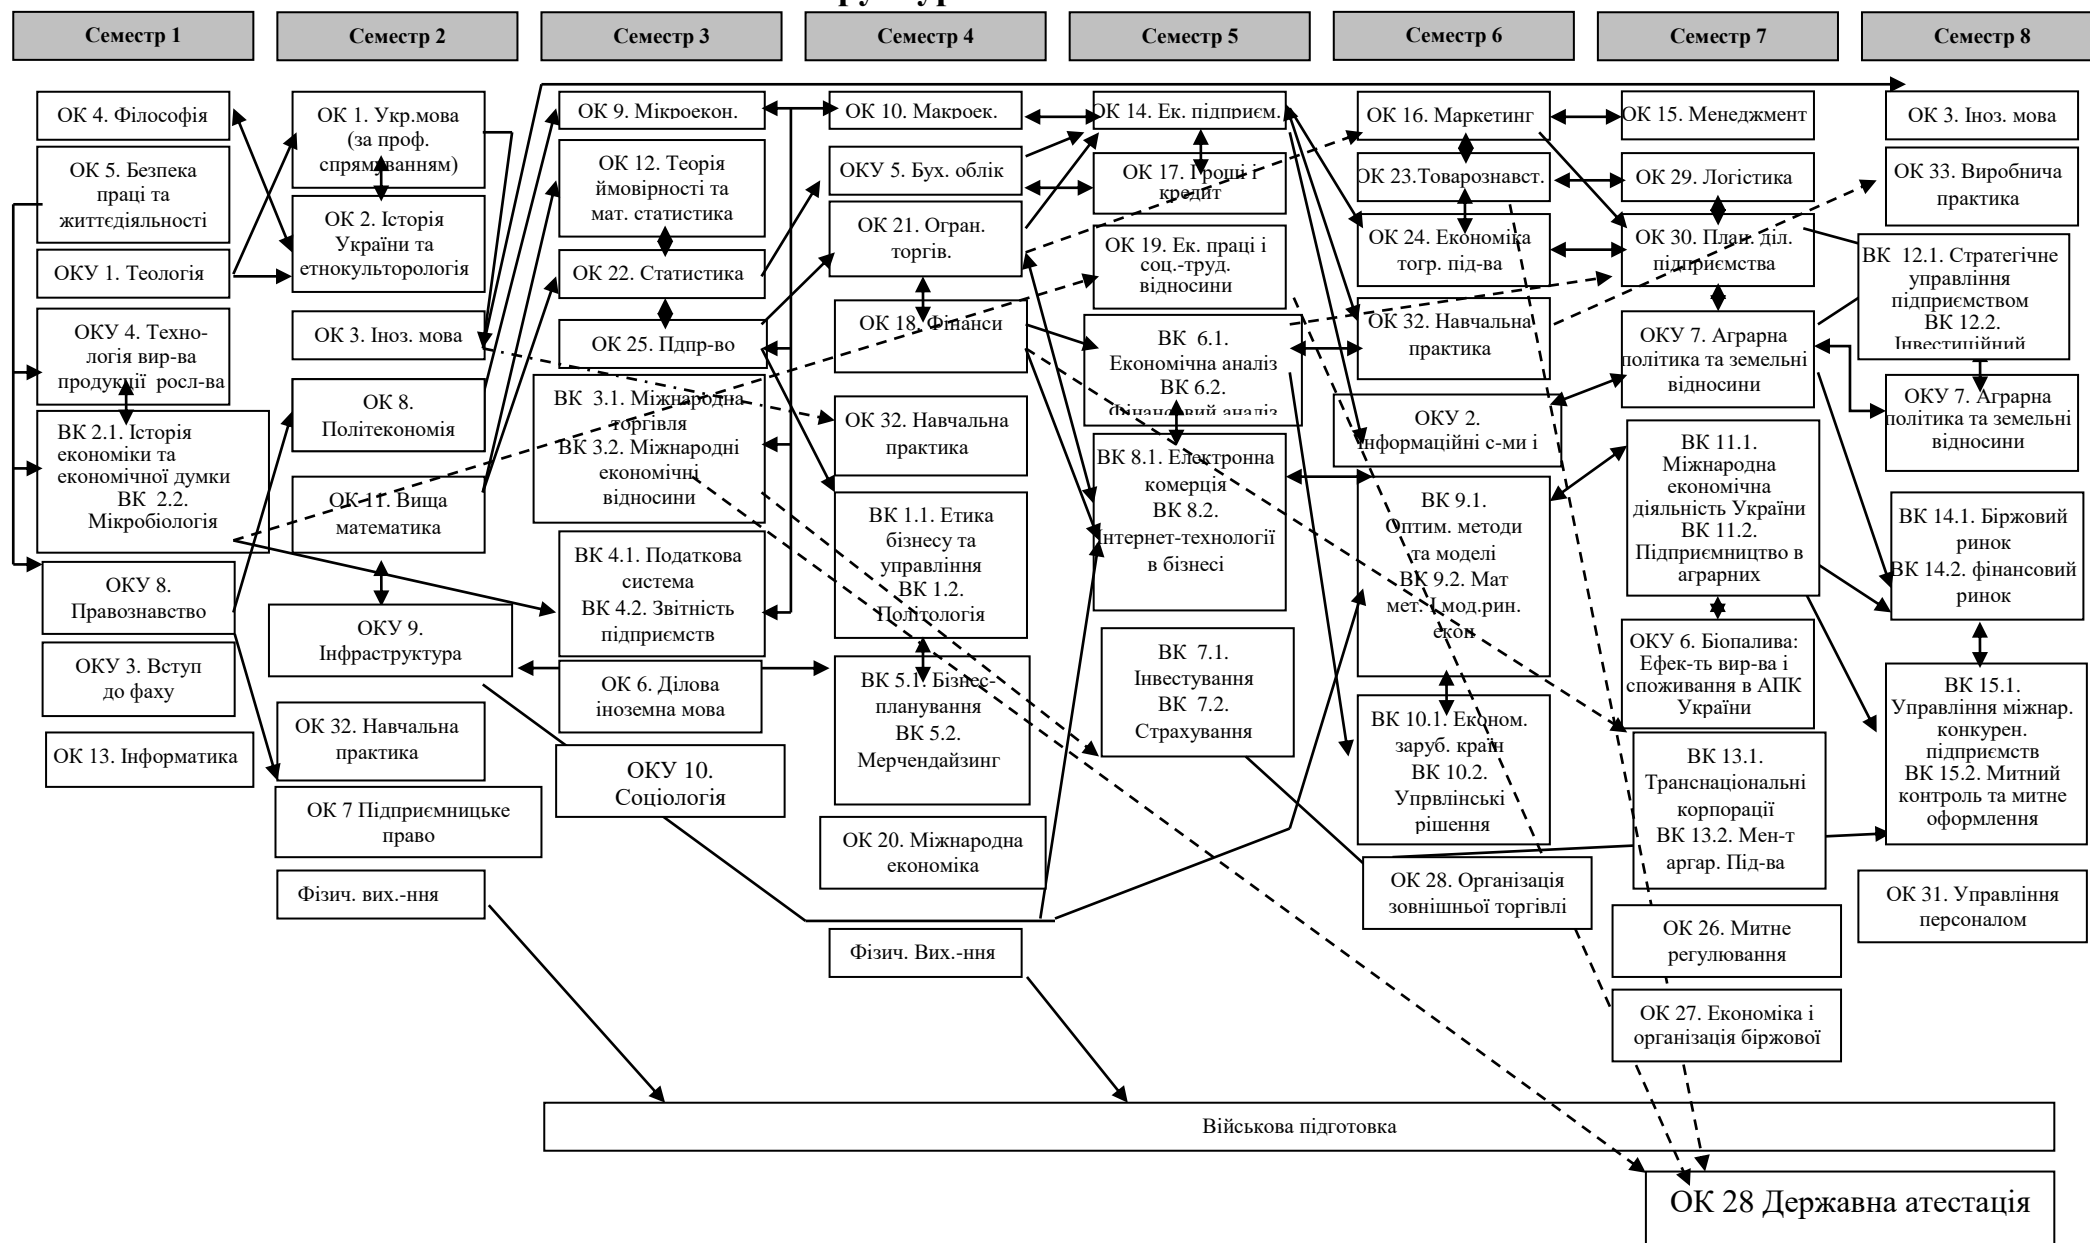 Семестр 1
Семестр 2
Семестр 3
Семестр 4
Семестр 5
Семестр 6
Семестр 7
Семестр 8
ОК 4. Філософія
ОК 5. Безпека
праці та
життєдіяльності
ОКУ 1. Теологія
ОКУ 4. Техно-
логія вир-ва
продукції росл-ва
ВК 2.1. Історія
економіки та
економічної думки
ВК 2.2.
Мікробіологія
ОКУ 8.
Правознавство
ОКУ 3. Вступ
до фаху
ОК 13. Інформатика
ОК 1. Укр.мова
(за проф.
спрямуванням)
ОК 2. Історія
України та
етнокульторологія
ОК 3. Іноз. мова
ОК 8.
Політекономія
ОК 11. Вища
математика
ОКУ 9.
Інфраструктура
ОК 32. Навчальна
практика
ОК 7 Підприємницьке
право
Фізич. вих.-ння
ОК 9. Мікроекон.
ОК 12. Теорія
ймовірності та
мат. статистика
ОК 22. Статистика
ОК 25. Пдпр-во
ВК 3.1. Міжнародна
торгівля
ВК 3.2. Міжнародні
економічні
відносини
ВК 4.1. Податкова
система
ВК 4.2. Звітність
підприємств
ОК 6. Ділова
іноземна мова
ОКУ 10.
Соціологія
ОК 10. Макроек.
ОКУ 5. Бух. облік
ОК 21. Огран.
торгів.
ОК 18. Фінанси
ОК 32. Навчальна
практика
ВК 1.1. Етика
бізнесу та
управління
ВК 1.2.
Політологія
ВК 5.1. Бізнес-
планування
ВК 5.2.
Мерчендайзинг
ОК 20. Міжнародна
економіка
Фізич. Вих.-ння
ОК 14. Ек. підприєм.
ОК 17. Гроші і
кредит
ОК 19. Ек. праці і
соц.-труд.
відносини
ВК 6.1.
Економічна аналіз
ВК 6.2.
Фінансовий аналіз
ВК 8.1. Електронна
комерція
ВК 8.2.
Інтернет-технології
в бізнесі
ВК 7.1.
Інвестування
ВК 7.2.
Страхування
ОК 16. Маркетинг
ОК 23.Товарознавст.
ОК 24. Економіка
тогр. під-ва
ОК 32. Навчальна
практика
ОКУ 2.
Інформаційні с-ми і
ВК 9.1.
Оптим. методи
та моделі
ВК 9.2. Мат
мет. І мод.рин.
екон
ВК 10.1. Економ.
заруб. країн
ВК 10.2.
Упрвлінські
рішення
ОК 28. Організація
зовнішньої торгівлі
ОК 15. Менеджмент
ОК 29. Логістика
ОК 30. План. діл.
підприємства
ОКУ 7. Аграрна
політика та земельні
відносини
ВК 11.1.
Міжнародна
економічна
діяльність України
ВК 11.2.
Підприємництво в
аграрних
ОКУ 6. Біопалива:
Ефек-ть вир-ва і
споживання в АПК
України
ВК 13.1.
Транснаціональні
корпорації
ВК 13.2. Мен-т
аграр. Під-ва
ОК 26. Митне
регулювання
ОК 27. Економіка і
організація біржової
ОК 3. Іноз. мова
ОК 33. Виробнича
практика
ВК 12.1. Стратегічне
управління
підприємством
ВК 12.2.
Інвестиційний
ОКУ 7. Аграрна
політика та земельні
відносини
ВК 14.1. Біржовий
ринок
ВК 14.2. фінансовий
ринок
ВК 15.1.
Управління міжнар.
конкурен.
підприємств
ВК 15.2. Митний
контроль та митне
оформлення
ОК 31. Управління
персоналом
Військова підготовка
ОК 28 Державна атестація